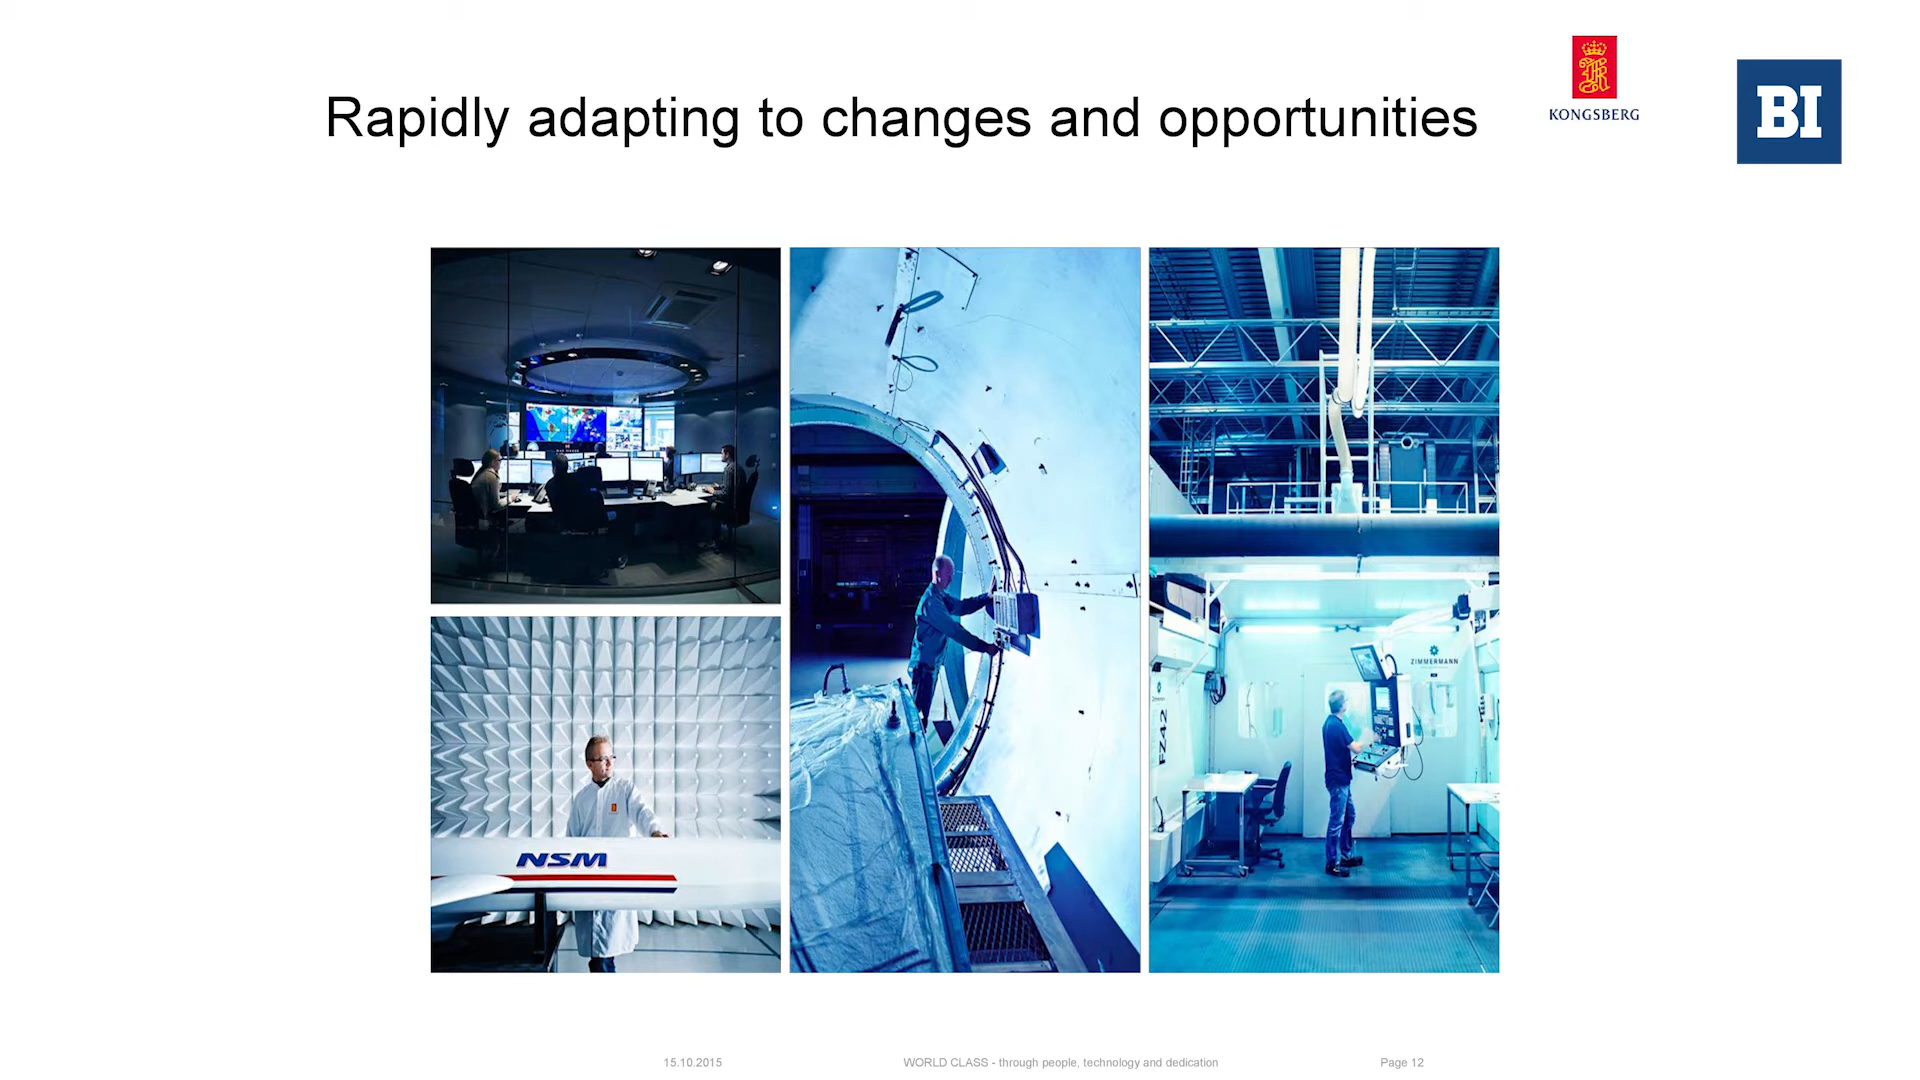 Rapidly adapting to changes and opportunities
KONGSBERG
BI
NSM
ZIMMERMANN
FZ42
15.10.2015
WORLD CLASS - through people, technology and dedication
Page 12